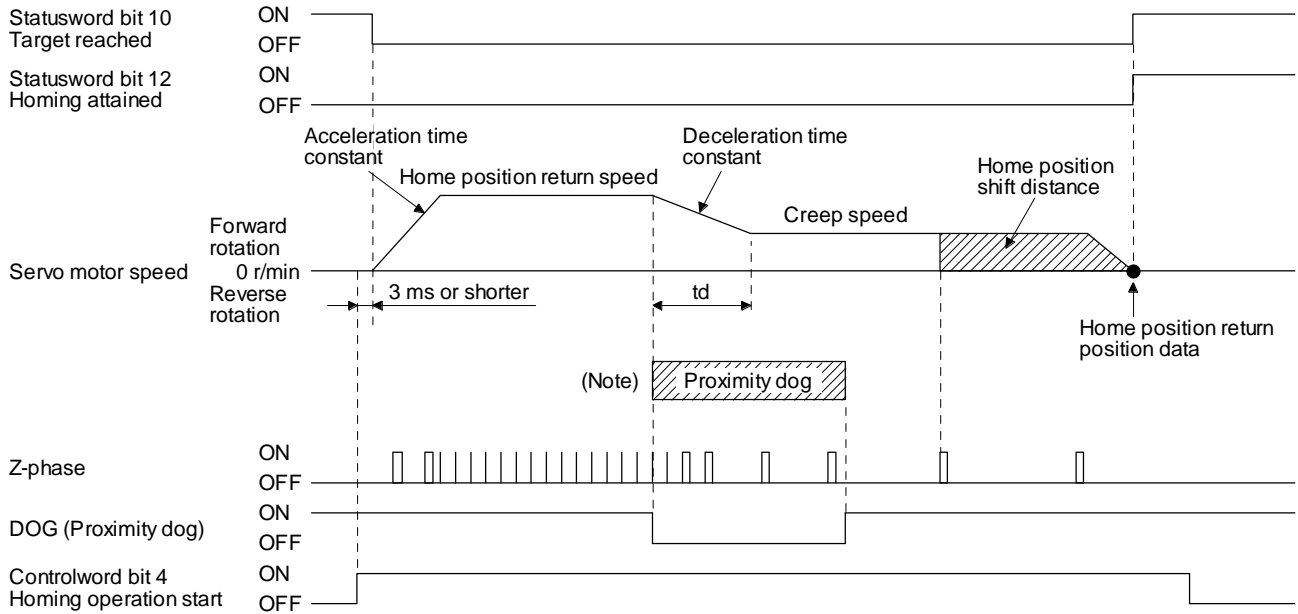 Statusword bit 10
Target reached
ON
OFF
Statusword bit 12
Homing attained
ON
OFF
Acceleration time
constant
Deceleration time
constant
Home position
shift distance
Home position return speed
Creep speed
Forward
rotation
Servo motor speed
0 r/min
Reverse
rotation
3 ms or shorter
td
Home position return
position data
(Note)
Proximity dog
Z-phase
ON
OFF
DOG (Proximity dog)
ON
OFF
Controlword bit 4
Homing operation start
ON
OFF